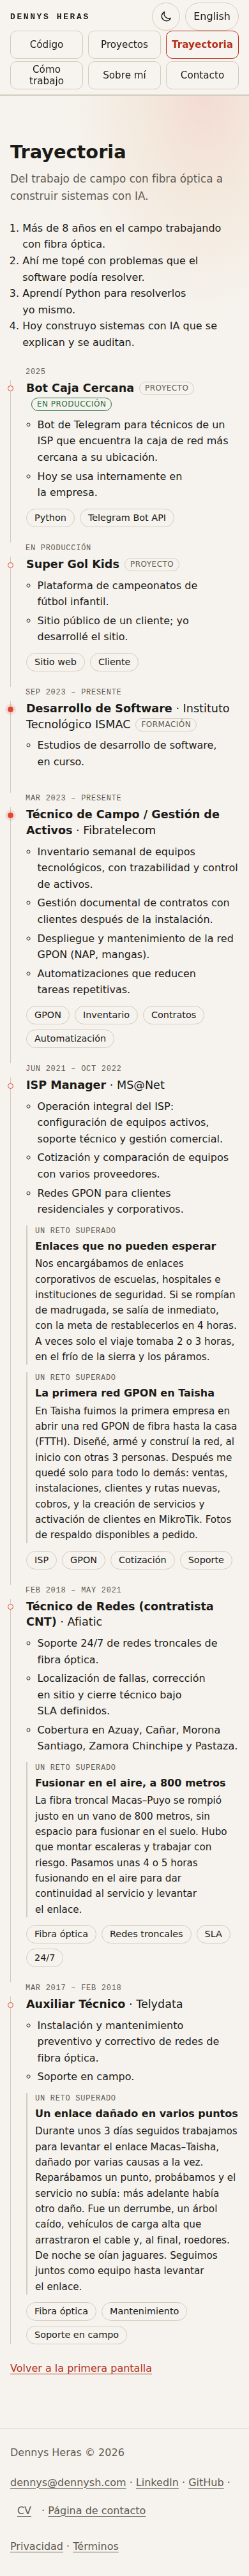 DENNYS HERAS
English
Código
Proyectos
Trayectoria
Cómo
trabajo
Sobre mí
Contacto
Trayectoria
Del trabajo de campo con fibra óptica a
construir sistemas con IA.
1. Más de 8 años en el campo trabajando
con fibra óptica.
2. Ahí me topé con problemas que el
software podía resolver.
3. Aprendí Python para resolverlos
yo mismo.
4. Hoy construyo sistemas con IA que se
explican y se auditan.
2025
Bot Caja Cercana PROYECTO
EN PRODUCCIÓN
Bot de Telegram para técnicos de un
ISP que encuentra la caja de red más
cercana a su ubicación.
Hoy se usa internamente en
la empresa.
Python
Telegram Bot API
EN PRODUCCIÓN
Super Gol Kids PROYECTO
Plataforma de campeonatos de
fútbol infantil.
Sitio público de un cliente; yo
desarrollé el sitio.
Sitio web
Cliente
SEP 2023 – PRESENTE
Desarrollo de Software · Instituto
Tecnológico ISMAC FORMACIÓN
Estudios de desarrollo de software,
en curso.
MAR 2023 – PRESENTE
Técnico de Campo / Gestión de
Activos · Fibratelecom
Inventario semanal de equipos
tecnológicos, con trazabilidad y control
de activos.
Gestión documental de contratos con
clientes después de la instalación.
Despliegue y mantenimiento de la red
GPON (NAP, mangas).
Automatizaciones que reducen
tareas repetitivas.
GPON
Inventario
Contratos
Automatización
JUN 2021 – OCT 2022
ISP Manager · MS@Net
Operación integral del ISP:
configuración de equipos activos,
soporte técnico y gestión comercial.
Cotización y comparación de equipos
con varios proveedores.
Redes GPON para clientes
residenciales y corporativos.
UN RETO SUPERADO
Enlaces que no pueden esperar
Nos encargábamos de enlaces
corporativos de escuelas, hospitales e
instituciones de seguridad. Si se rompían
de madrugada, se salía de inmediato,
con la meta de restablecerlos en 4 horas.
A veces solo el viaje tomaba 2 o 3 horas,
en el frío de la sierra y los páramos.
UN RETO SUPERADO
La primera red GPON en Taisha
En Taisha fuimos la primera empresa en
abrir una red GPON de fibra hasta la casa
(FTTH). Diseñé, armé y construí la red, al
inicio con otras 3 personas. Después me
quedé solo para todo lo demás: ventas,
instalaciones, clientes y rutas nuevas,
cobros, y la creación de servicios y
activación de clientes en MikroTik. Fotos
de respaldo disponibles a pedido.
ISP
GPON
Cotización
Soporte
FEB 2018 – MAY 2021
Técnico de Redes (contratista
CNT) · Afiatic
Soporte 24/7 de redes troncales de
fibra óptica.
Localización de fallas, corrección
en sitio y cierre técnico bajo
SLA definidos.
Cobertura en Azuay, Cañar, Morona
Santiago, Zamora Chinchipe y Pastaza.
UN RETO SUPERADO
Fusionar en el aire, a 800 metros
La fibra troncal Macas–Puyo se rompió
justo en un vano de 800 metros, sin
espacio para fusionar en el suelo. Hubo
que montar escaleras y trabajar con
riesgo. Pasamos unas 4 o 5 horas
fusionando en el aire para dar
continuidad al servicio y levantar
el enlace.
Fibra óptica
Redes troncales
SLA
24/7
MAR 2017 – FEB 2018
Auxiliar Técnico · Telydata
Instalación y mantenimiento
preventivo y correctivo de redes de
fibra óptica.
Soporte en campo.
UN RETO SUPERADO
Un enlace dañado en varios puntos
Durante unos 3 días seguidos trabajamos
para levantar el enlace Macas–Taisha,
dañado por varias causas a la vez.
Reparábamos un punto, probábamos y el
servicio no subía: más adelante había
otro daño. Fue un derrumbe, un árbol
caído, vehículos de carga alta que
arrastraron el cable y, al final, roedores.
De noche se oían jaguares. Seguimos
juntos como equipo hasta levantar
el enlace.
Fibra óptica
Mantenimiento
Soporte en campo
Volver a la primera pantalla
Dennys Heras © 2026
dennys@dennysh.com · LinkedIn · GitHub ·
CV · Página de contacto
Privacidad · Términos